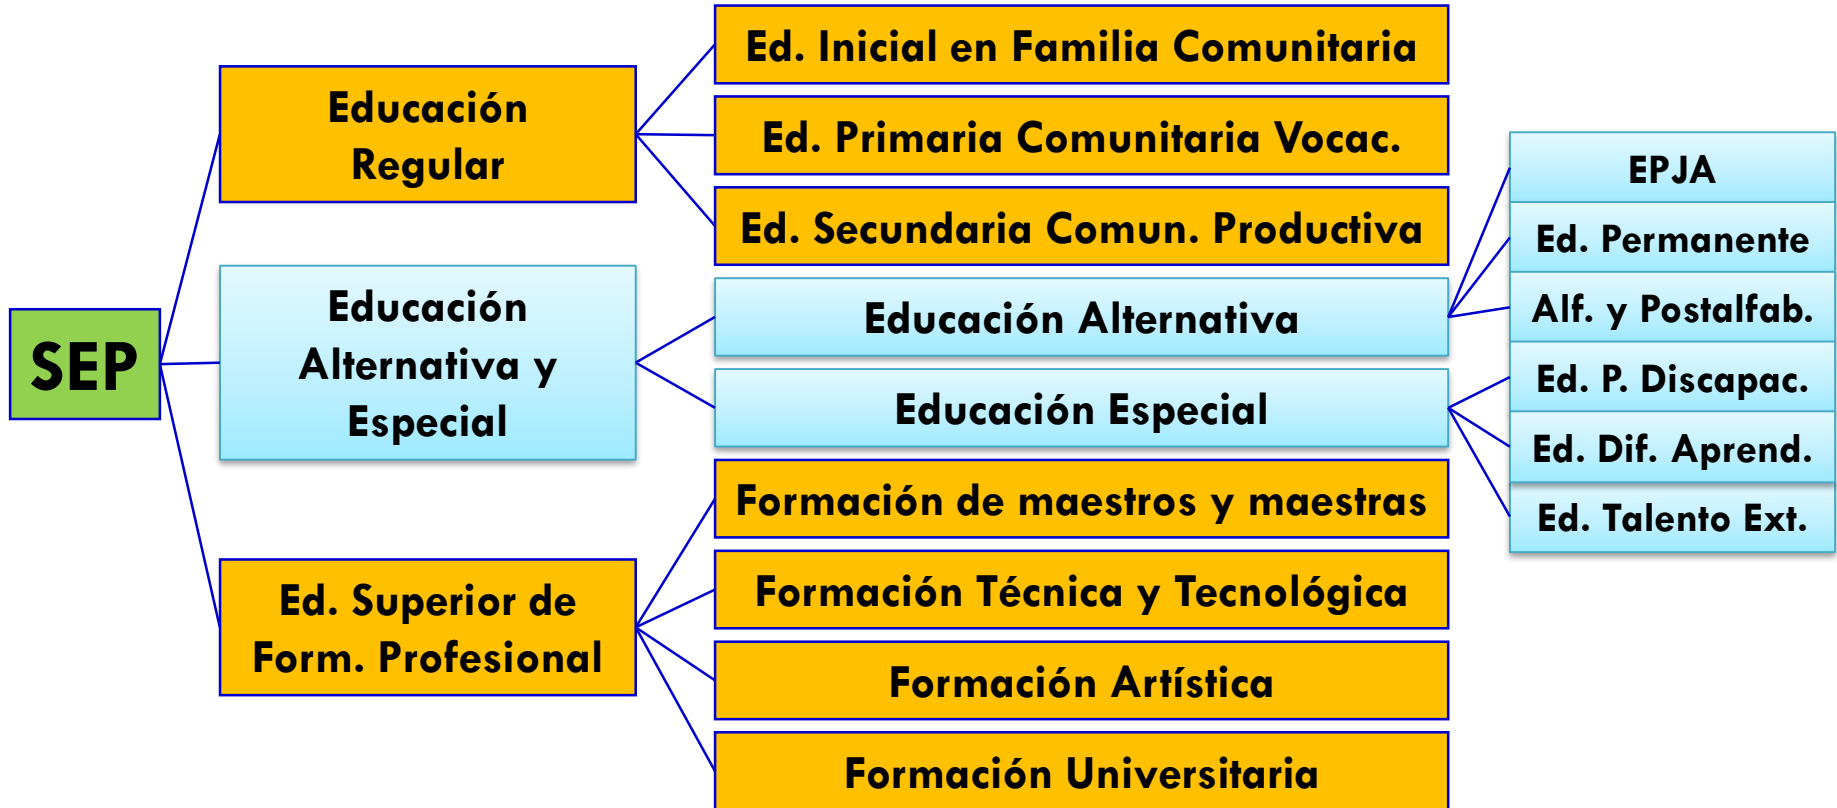 SEP
Educación
Regular
Ed. Inicial en Familia Comunitaria
Ed. Primaria Comunitaria Vocac.
Ed. Secundaria Comun. Productiva
Educación
Alternativa y
Especial
Educación Alternativa
EPJA
Ed. Permanente
Alf. y Postalfab.
Educación Especial
Ed. P. Discapac.
Ed. Dif. Aprend.
Ed. Talento Ext.
Ed. Superior de
Form. Profesional
Formación de maestros y maestras
Formación Técnica y Tecnológica
Formación Artística
Formación Universitaria